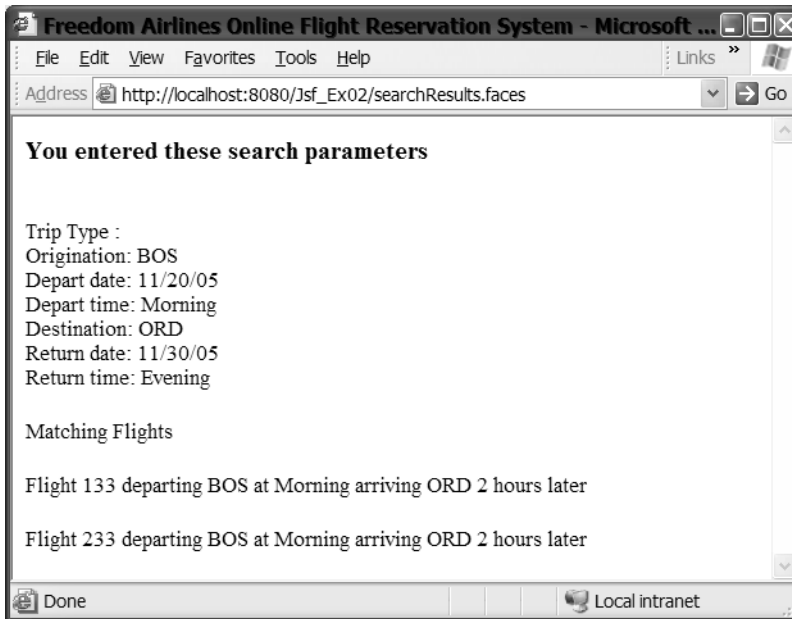 Freedom Airlines Online Flight Reservation System - Microsoft ...
File Edit View Favorites Tools Help Links »
Address http://localhost:8080/Jsf_Ex02/searchResults.faces Go
You entered these search parameters
Trip Type :
Origination: BOS
Depart date: 11/20/05
Depart time: Morning
Destination: ORD
Return date: 11/30/05
Return time: Evening
Matching Flights
Flight 133 departing BOS at Morning arriving ORD 2 hours later
Flight 233 departing BOS at Morning arriving ORD 2 hours later
Done Local intranet